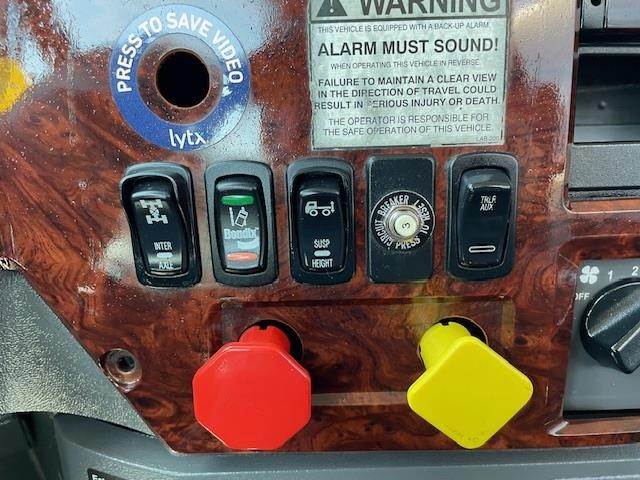 PRESS TO SAVE VIDEO
lytx
WARNING
THIS VEHICLE IS EQUIPPED WITH A BACK-UP ALARM.
ALARM MUST SOUND!
WHEN OPERATING THIS VEHICLE IN REVERSE.
FAILURE TO MAINTAIN A CLEAR VIEW
IN THE DIRECTION OF TRAVEL COULD
RESULT IN SERIOUS INJURY OR DEATH.
THE OPERATOR IS RESPONSIBLE FOR
THE SAFE OPERATION OF THIS VEHICLE.
INTER
AXLE
Bendix
SUSP
HEIGHT
CIRCUIT BREAKER
PRESS TO RESET
5
TRLR
AUX
OFF
1
2